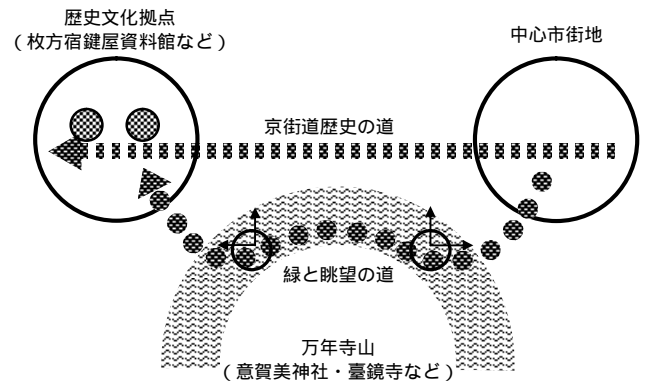 歴史文化拠点
（枚方宿鍵屋資料館など）
中心市街地
京街道歴史の道
緑と眺望の道
万年寺山
（意賀美神社・臺鏡寺など）